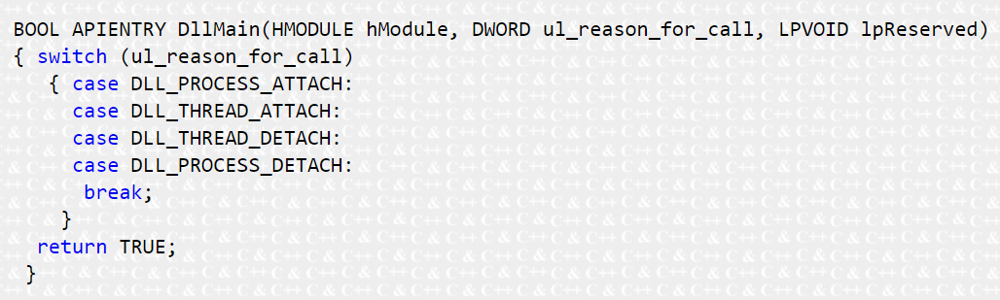 BOOL APIENTRY DllMain(HMODULE hModule, DWORD ul_reason_for_call, LPVOID lpReserved)
{ switch (ul_reason_for_call)
   { case DLL_PROCESS_ATTACH:
     case DLL_THREAD_ATTACH:
     case DLL_THREAD_DETACH:
     case DLL_PROCESS_DETACH:
      break;
    }
  return TRUE;
 }